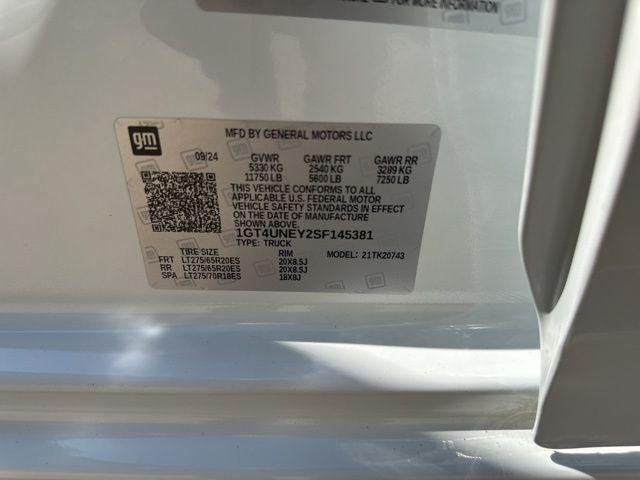 FOR MORE INFORMATION
gm
MFD BY GENERAL MOTORS LLC
09/24 GVWR GAWR FRT GAWR RR
5330 KG 2540 KG 3289 KG
11750 LB 5600 LB 7250 LB
THIS VEHICLE CONFORMS TO ALL
APPLICABLE U.S. FEDERAL MOTOR
VEHICLE SAFETY STANDARDS IN EFFECT
ON THE DATE OF MANUFACTURE
SHOWN ABOVE.
1GT4UNEY2SF145381
TYPE: TRUCK
TIRE SIZE RIM MODEL: 21TK20743
FRT LT275/65R20ES 20X8.5J
RR LT275/65R20ES 20X8.5J
SPA LT275/70R18ES 18X8J